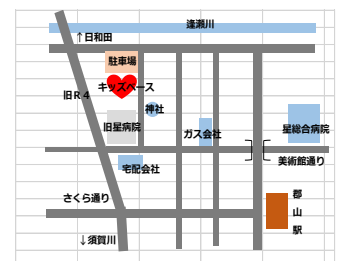 逢瀬川
↑日和田
駐車場
キッズベース
旧R4
神社
旧星病院
ガス会社
星総合病院
美術館通り
宅配会社
さくら通り
郡山駅
↓須賀川